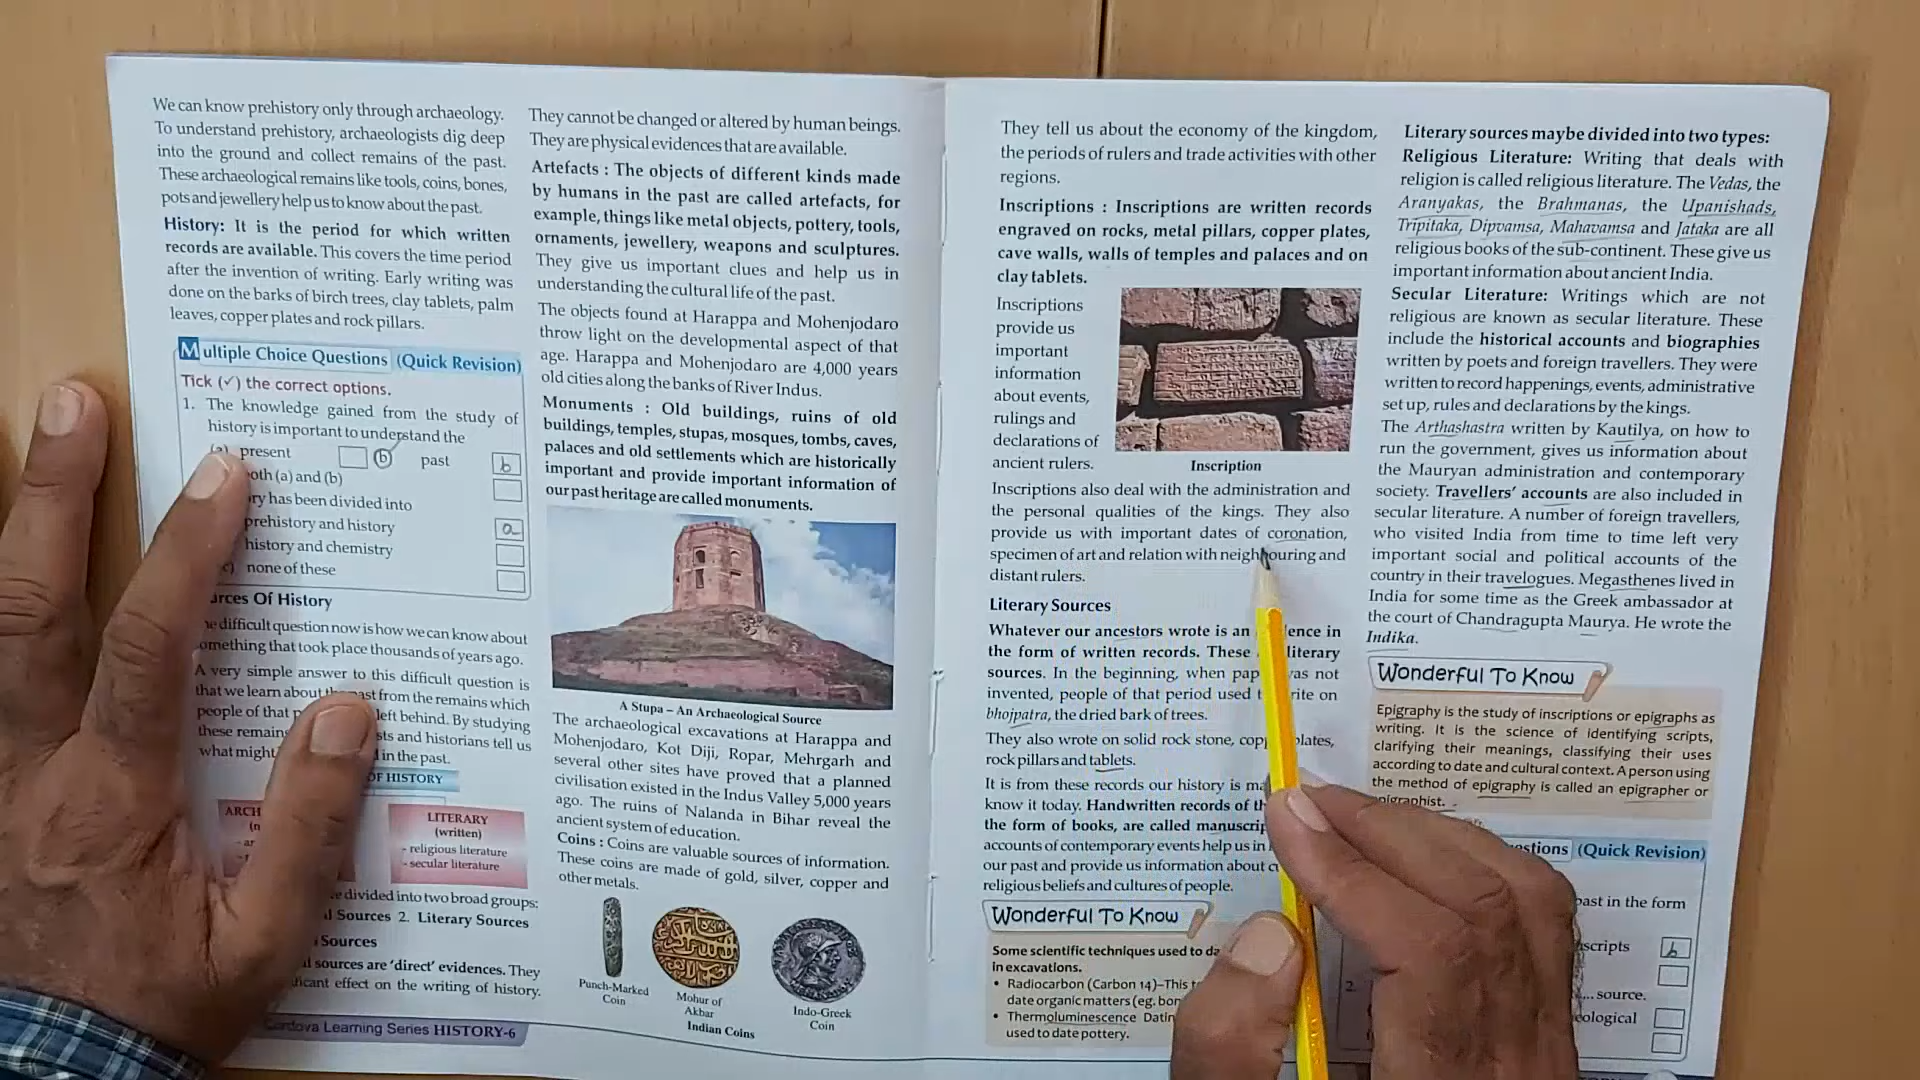 We can know prehistory only through archaeology.
To understand prehistory, archaeologists dig deep
into the ground and collect remains of the past.
These archaeological remains like tools, coins, bones,
pots and jewellery help us to know about the past.
History: It is the period for which written
records are available. This covers the time period
after the invention of writing. Early writing was
done on the barks of birch trees, clay tablets, palm
leaves, copper plates and rock pillars.
Multiple Choice Questions (Quick Revision)
Tick (✓) the correct options.
1. The knowledge gained from the study of
history is important to understand the
(a) present (b) past b
both (a) and (b)
has been divided into
prehistory and history a
history and chemistry
none of these
Sources Of History
difficult question now is how we can know about
something that took place thousands of years ago.
A very simple answer to this difficult question is
that we learn about the past from the remains which
people of that left behind. By studying
these remains and historians tell us
what might in the past.
OF HISTORY
ARCH
LITERARY
(written)
- religious literature
- secular literature
divided into two broad groups:
Sources 2. Literary Sources
Sources
sources are 'direct' evidences. They
effect on the writing of history.
Cordova Learning Series HISTORY-6
They cannot be changed or altered by human beings.
They are physical evidences that are available.
Artefacts : The objects of different kinds made
by humans in the past are called artefacts, for
example, things like metal objects, pottery, tools,
ornaments, jewellery, weapons and sculptures.
They give us important clues and help us in
understanding the cultural life of the past.
The objects found at Harappa and Mohenjodaro
throw light on the developmental aspect of that
age. Harappa and Mohenjodaro are 4,000 years
old cities along the banks of River Indus.
Monuments : Old buildings, ruins of old
buildings, temples, stupas, mosques, tombs, caves,
palaces and old settlements which are historically
important and provide important information of
our past heritage are called monuments.
A Stupa – An Archaeological Source
The archaeological excavations at Harappa and
Mohenjodaro, Kot Diji, Ropar, Mehrgarh and
several other sites have proved that a planned
civilisation existed in the Indus Valley 5,000 years
ago. The ruins of Nalanda in Bihar reveal the
ancient system of education.
Coins : Coins are valuable sources of information.
These coins are made of gold, silver, copper and
other metals.
Punch-Marked
Coin
Mohur of
Akbar
Indo-Greek
Coin
Indian Coins
They tell us about the economy of the kingdom,
the periods of rulers and trade activities with other
regions.
Inscriptions : Inscriptions are written records
engraved on rocks, metal pillars, copper plates,
cave walls, walls of temples and palaces and on
clay tablets.
Inscriptions
provide us
important
information
about events,
rulings and
declarations of
ancient rulers.
Inscription
Inscriptions also deal with the administration and
the personal qualities of the kings. They also
provide us with important dates of coronation,
specimen of art and relation with neighbouring and
distant rulers.
Literary Sources
Whatever our ancestors wrote is an
in
the form of written records. These literary
sources. In the beginning, when was not
invented, people of that period used write on
bhojpatra, the dried bark of trees.
They also wrote on solid rock stone, plates,
rock pillars and tablets.
It is from these records our history is
know it today. Handwritten records of
the form of books, are called
accounts of contemporary events help us in
our past and provide us information about
religious beliefs and cultures of people.
Wonderful To Know
Some scientific techniques used to
in excavations.
• Radiocarbon (Carbon 14)–This
date organic matters (eg.
• Thermoluminescence
used to date pottery.
Literary sources maybe divided into two types:
Religious Literature: Writing that deals with
religion is called religious literature. The Vedas, the
Aranyakas, the Brahmanas, the Upanishads,
Tripitaka, Dipvamsa, Mahavamsa and Jataka are all
religious books of the sub-continent. These give us
important information about ancient India.
Secular Literature: Writings which are not
religious are known as secular literature. These
include the historical accounts and biographies
written by poets and foreign travellers. They were
written to record happenings, events, administrative
set up, rules and declarations by the kings.
The Arthashastra written by Kautilya, on how to
run the government, gives us information about
the Mauryan administration and contemporary
society. Travellers' accounts are also included in
secular literature. A number of foreign travellers,
who visited India from time to time left very
important social and political accounts of the
country in their travelogues. Megasthenes lived in
India for some time as the Greek ambassador at
the court of Chandragupta Maurya. He wrote the
Indika.
Wonderful To Know
Epigraphy is the study of inscriptions or epigraphs as
writing. It is the science of identifying scripts,
clarifying their meanings, classifying their uses
according to date and cultural context. A person using
the method of epigraphy is called an epigrapher or
epigraphist.
(Quick Revision)
past in the form
b
2.
source.